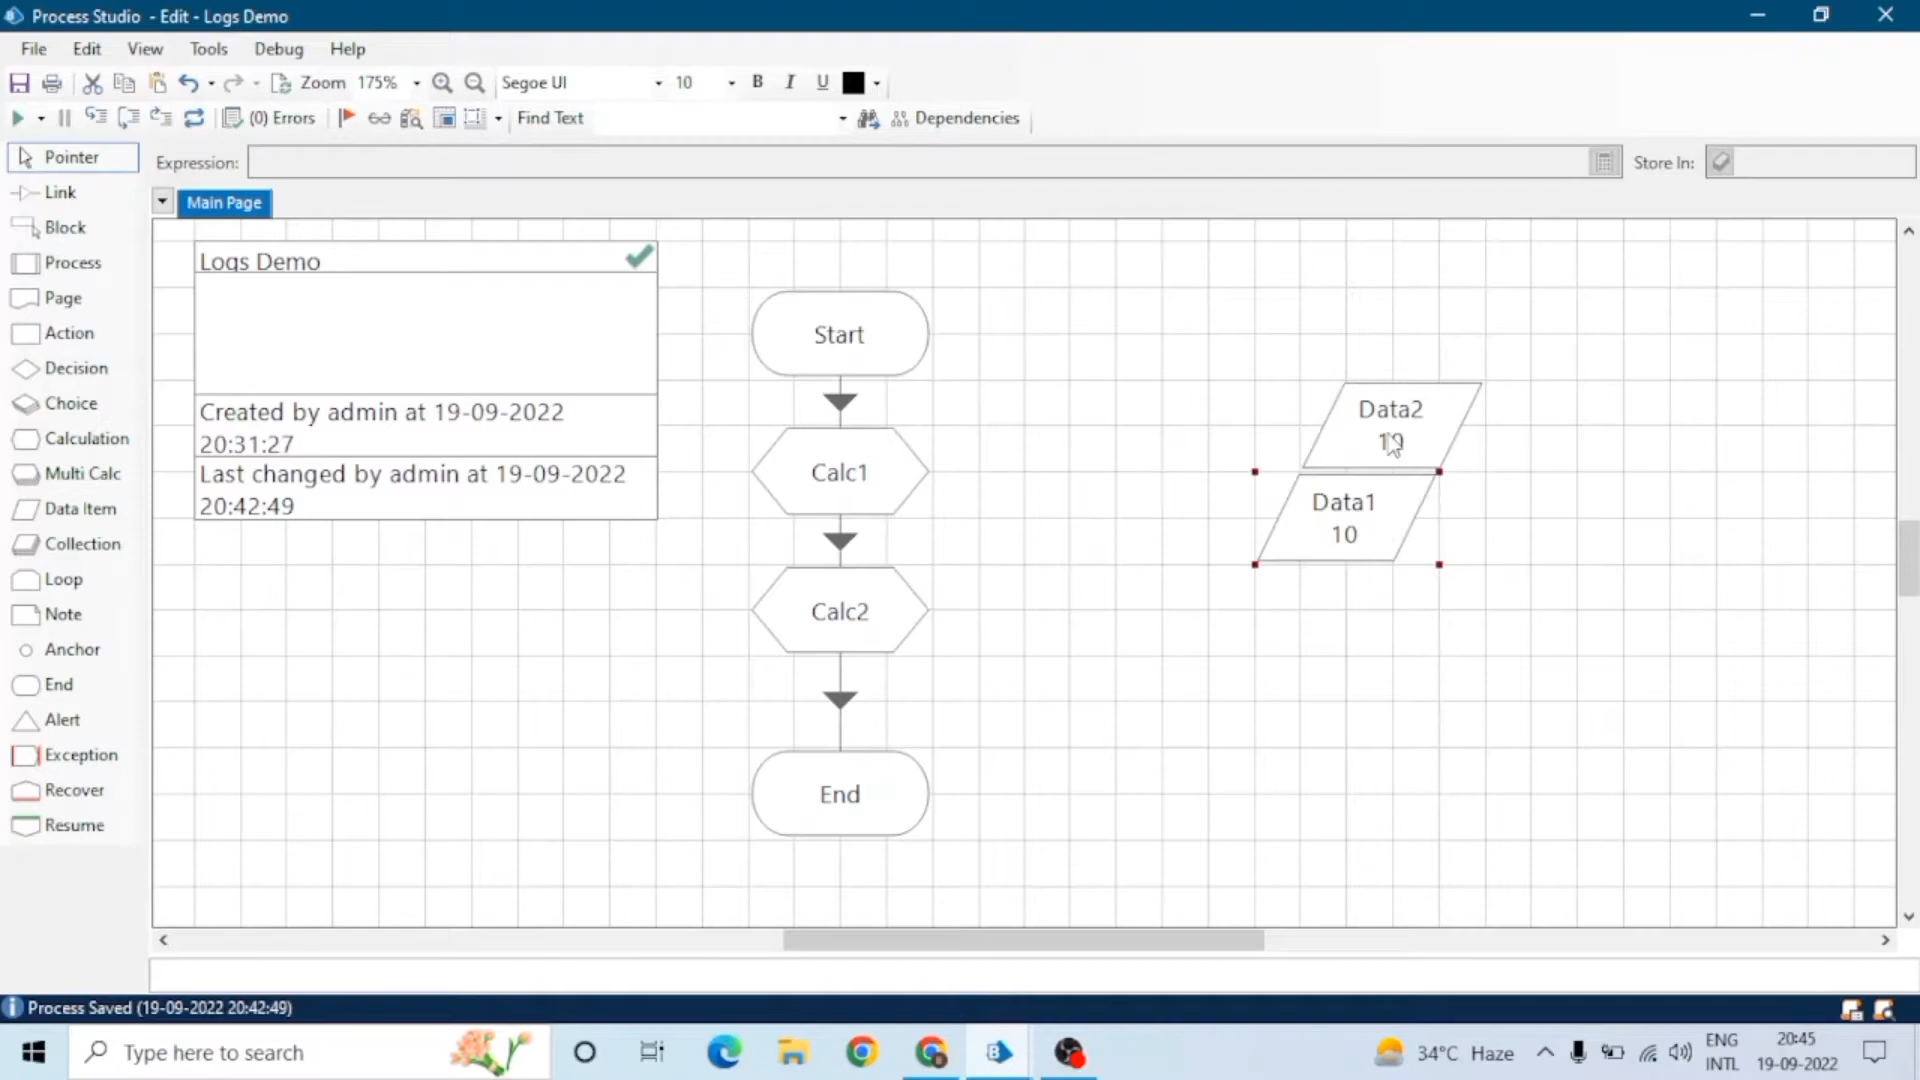 Process Studio - Edit - Logs Demo
File Edit View Tools Debug Help
Zoom 175% Segoe UI 10 B I U
(0) Errors Find Text Dependencies
Pointer
Expression: Store In:
Link
Main Page
Block
Process
Page
Action
Decision
Choice
Calculation
Multi Calc
Data Item
Collection
Loop
Note
Anchor
End
Alert
Exception
Recover
Resume
Logs Demo
Created by admin at 19-09-2022
20:31:27
Last changed by admin at 19-09-2022
20:42:49
Start
Calc1
Calc2
End
Data2
Data1
10
Process Saved (19-09-2022 20:42:49)
Type here to search
34°C Haze
ENG
INTL
20:45
19-09-2022